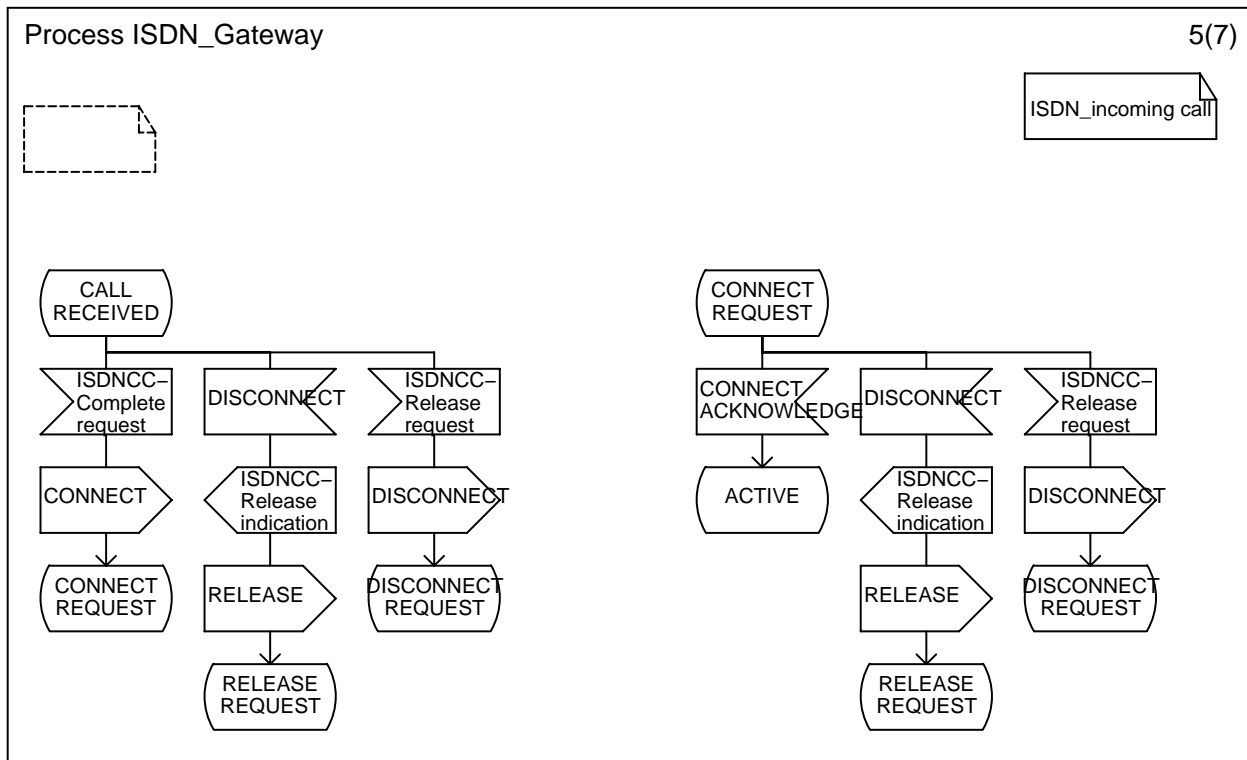 Process ISDN_Gateway
5(7)
ISDN_incoming call
CALL
RECEIVED
ISDNCC–
Complete
request
DISCONNECT
ISDNCC–
Release
request
CONNECT
ISDNCC–
Release
indication
DISCONNECT
CONNECT
REQUEST
RELEASE
DISCONNECT
REQUEST
RELEASE
REQUEST
CONNECT
REQUEST
CONNECT
ACKNOWLEDGE
DISCONNECT
ISDNCC–
Release
request
ACTIVE
ISDNCC–
Release
indication
DISCONNECT
RELEASE
DISCONNECT
REQUEST
RELEASE
REQUEST